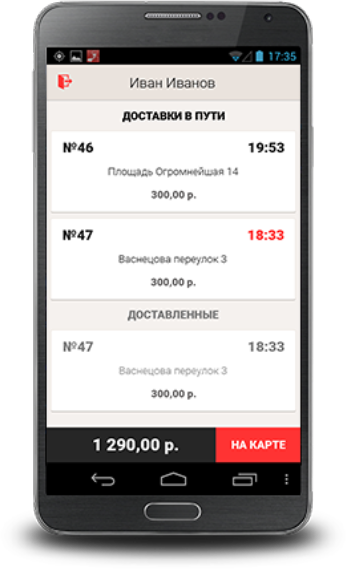 17:35
Иван Иванов
ДОСТАВКИ В ПУТИ
№46 19:53
Площадь Огромнейшая 14
300,00 р.
№47 18:33
Васнецова переулок 3
300,00 р.
ДОСТАВЛЕННЫЕ
№47 18:33
Васнецова переулок 3
300,00 р.
1 290,00 р. НА КАРТЕ